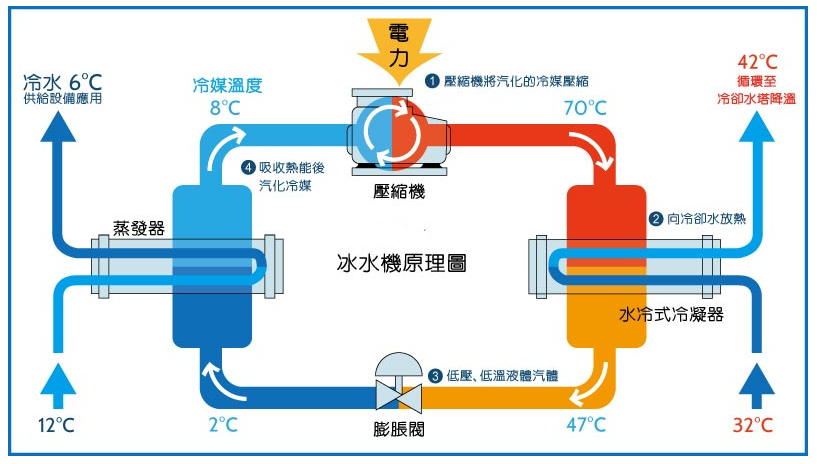 電
力
冷水 6°C
供給設備應用
冷媒溫度
8°C
❶ 壓縮機將汽化的冷媒壓縮
70°C
42°C
循環至
冷卻水塔降溫
❹ 吸收熱能後
汽化冷媒
壓縮機
❷ 向冷卻水放熱
蒸發器
冰水機原理圖
水冷式冷凝器
❸ 低壓、低溫液體汽體
12°C
2°C
膨脹閥
47°C
32°C